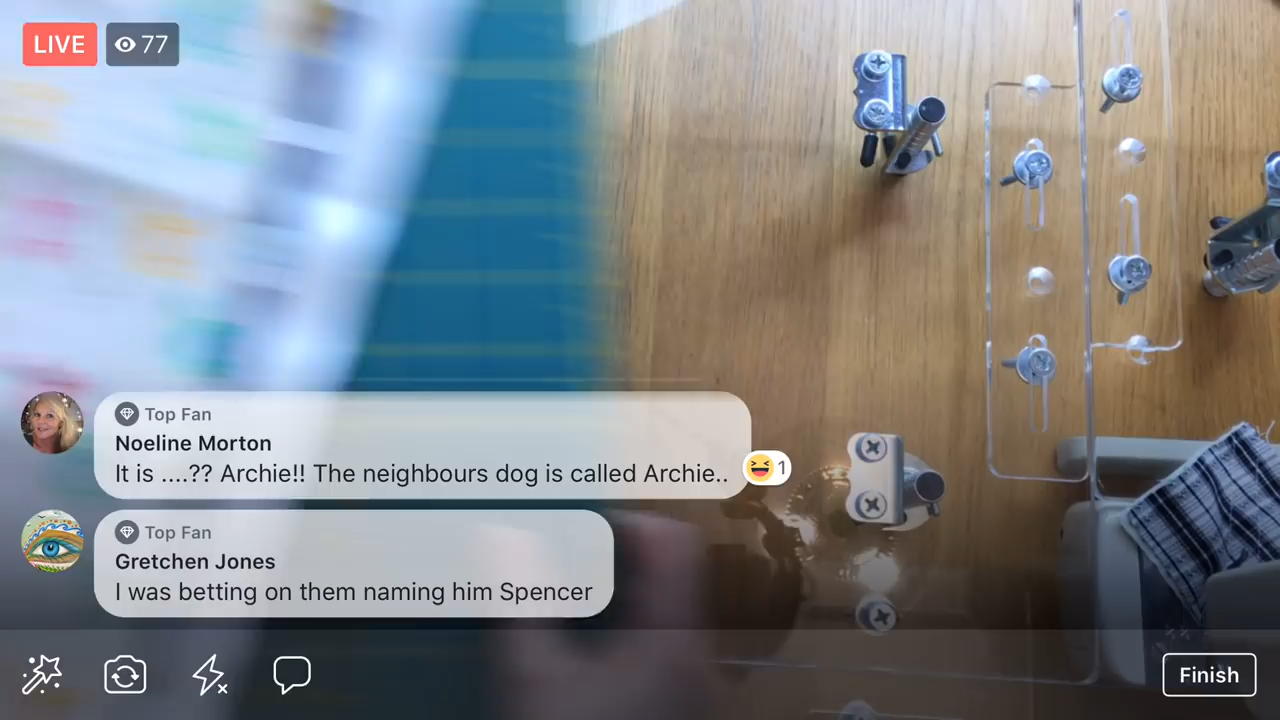 LIVE 77
Top Fan
Noeline Morton
It is ....?? Archie!! The neighbours dog is called Archie..
1
Top Fan
Gretchen Jones
I was betting on them naming him Spencer
Finish